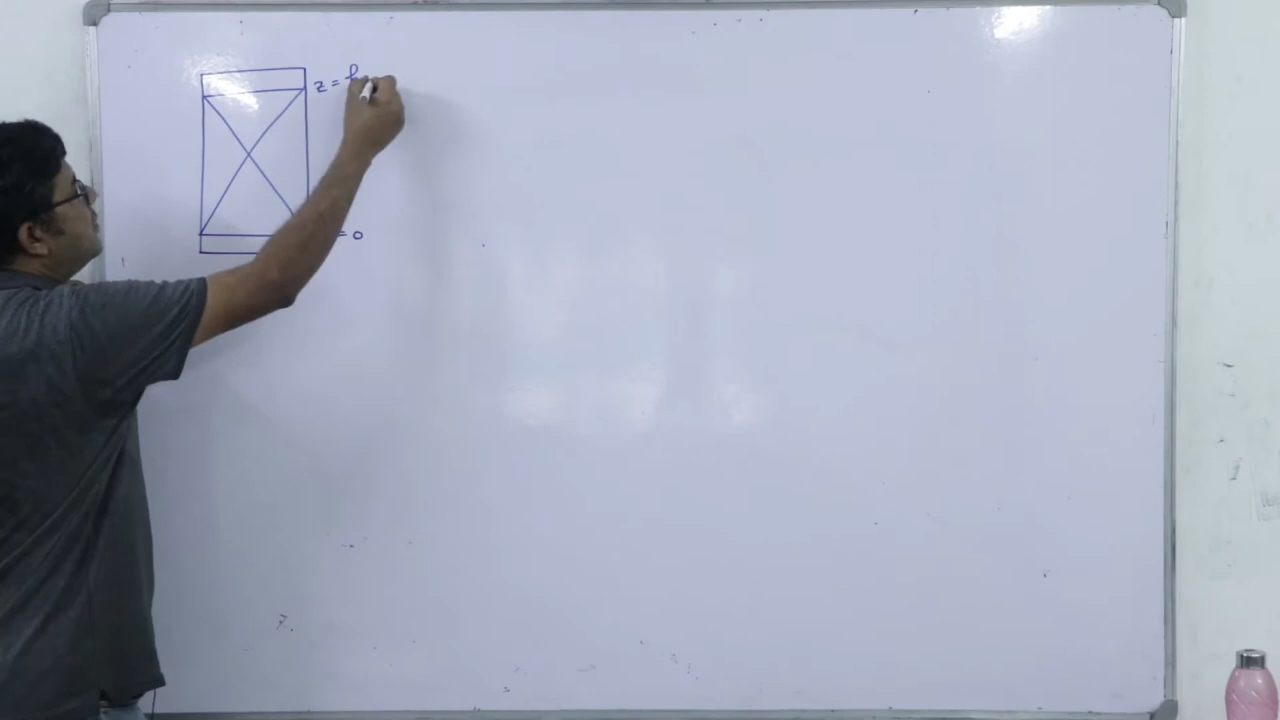 z = h
= 0